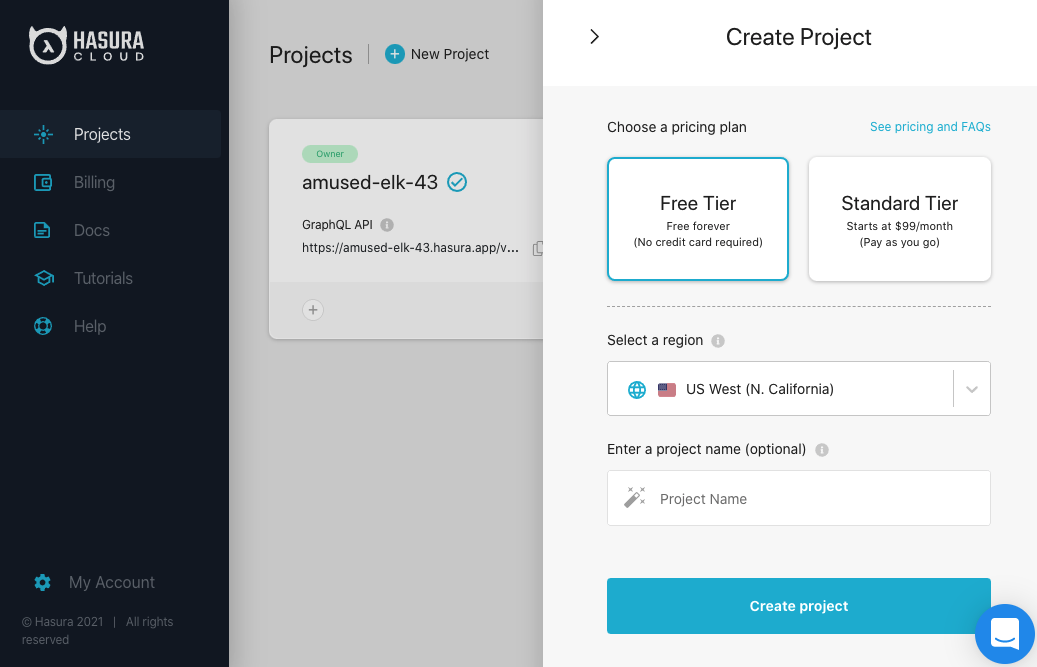 HASURA
CLOUD
Projects
Billing
Docs
Tutorials
Help
My Account
© Hasura 2021 | All rights
reserved
Projects | New Project
Owner
amused-elk-43
GraphQL API
https://amused-elk-43.hasura.app/v...
Create Project
Choose a pricing plan
See pricing and FAQs
Free Tier
Free forever
(No credit card required)
Standard Tier
Starts at $99/month
(Pay as you go)
Select a region
US West (N. California)
Enter a project name (optional)
Project Name
Create project